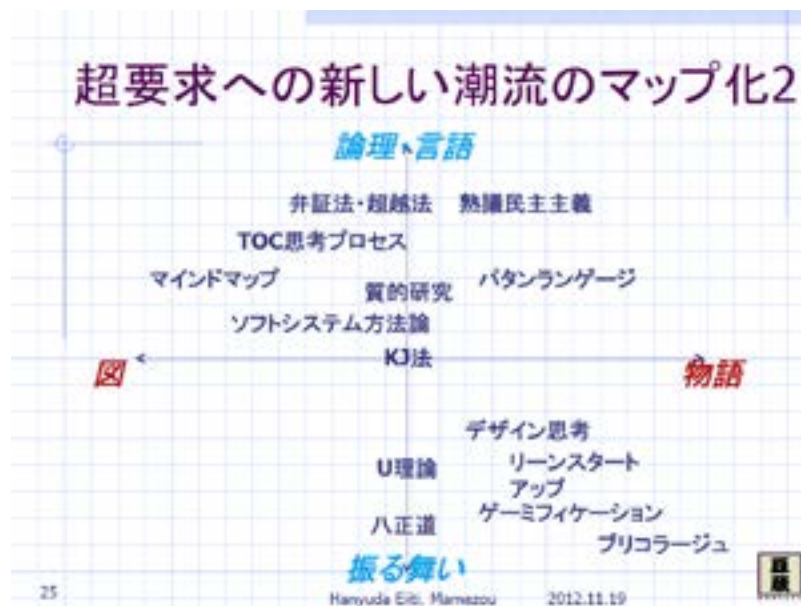 超要求への新しい潮流のマップ化2
論理・言語
弁証法・超越法 熟議民主主義
TOC思考プロセス
マインドマップ
質的研究
パタンランゲージ
ソフトシステム方法論
図
KJ法
物語
デザイン思考
U理論
リーンスタート
アップ
ゲーミフィケーション
八正道
ブリコラージュ
振る舞い
25
Hanyuda Eiiti, Mamezou
2012.11.19